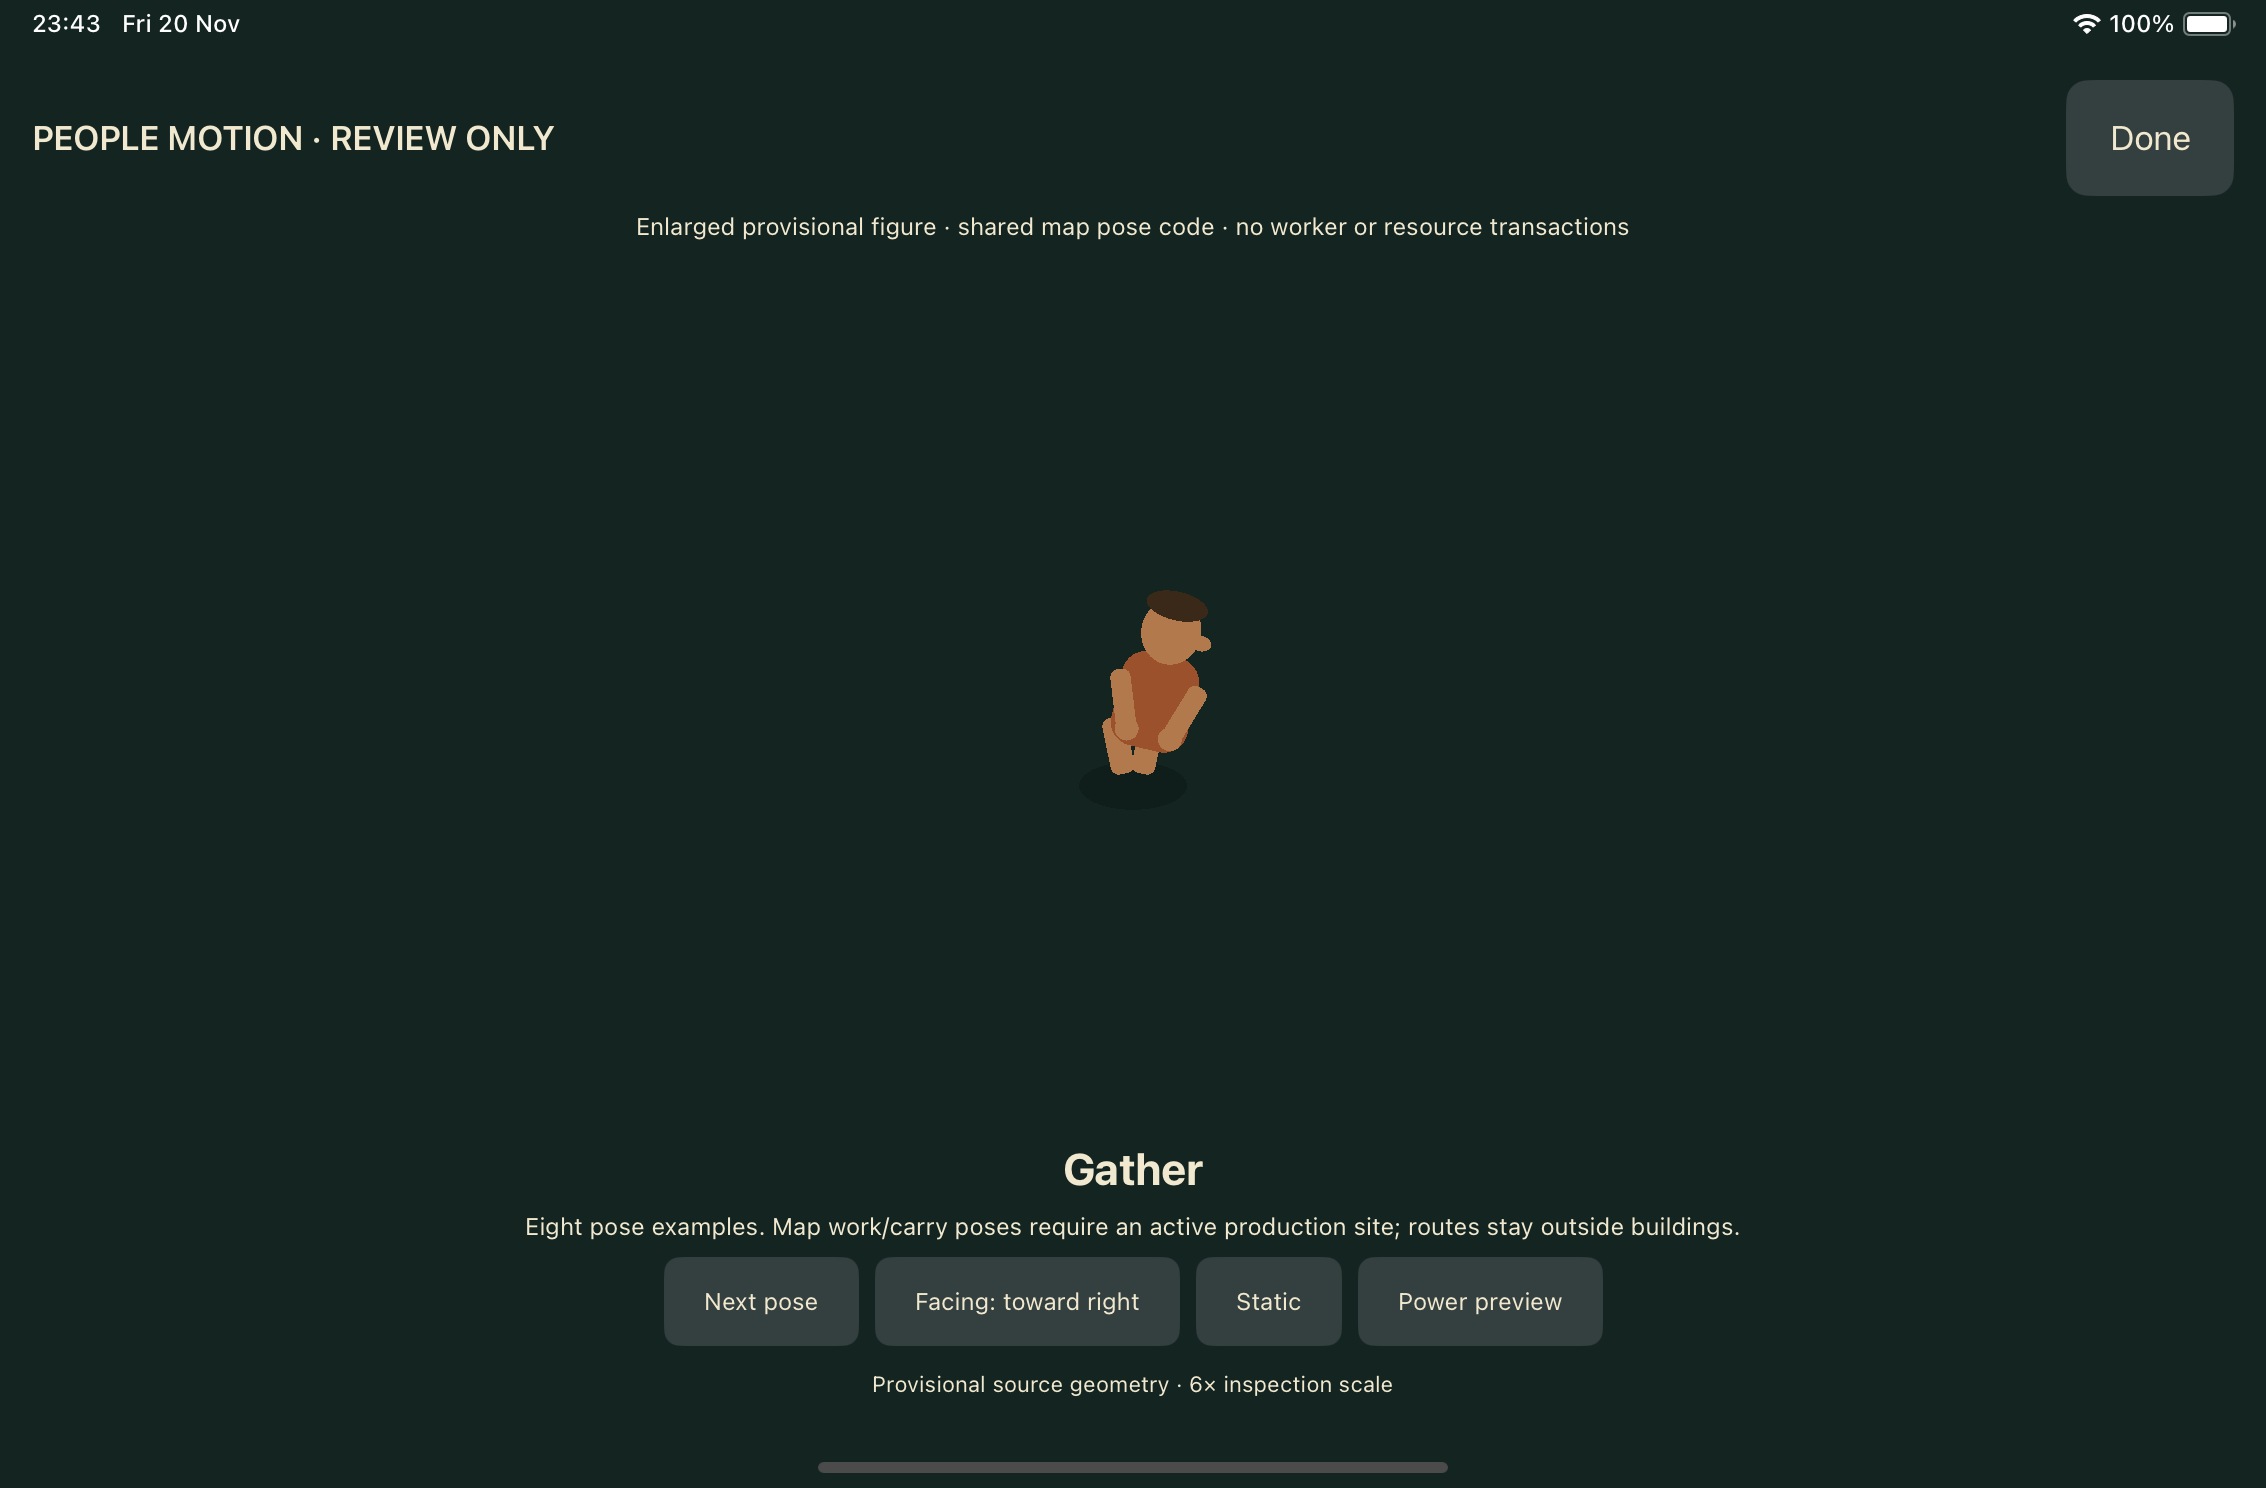 23:43 Fri 20 Nov 100%
PEOPLE MOTION · REVIEW ONLY
Done
Enlarged provisional figure · shared map pose code · no worker or resource transactions
Gather
Eight pose examples. Map work/carry poses require an active production site; routes stay outside buildings.
Next pose
Facing: toward right
Static
Power preview
Provisional source geometry · 6× inspection scale